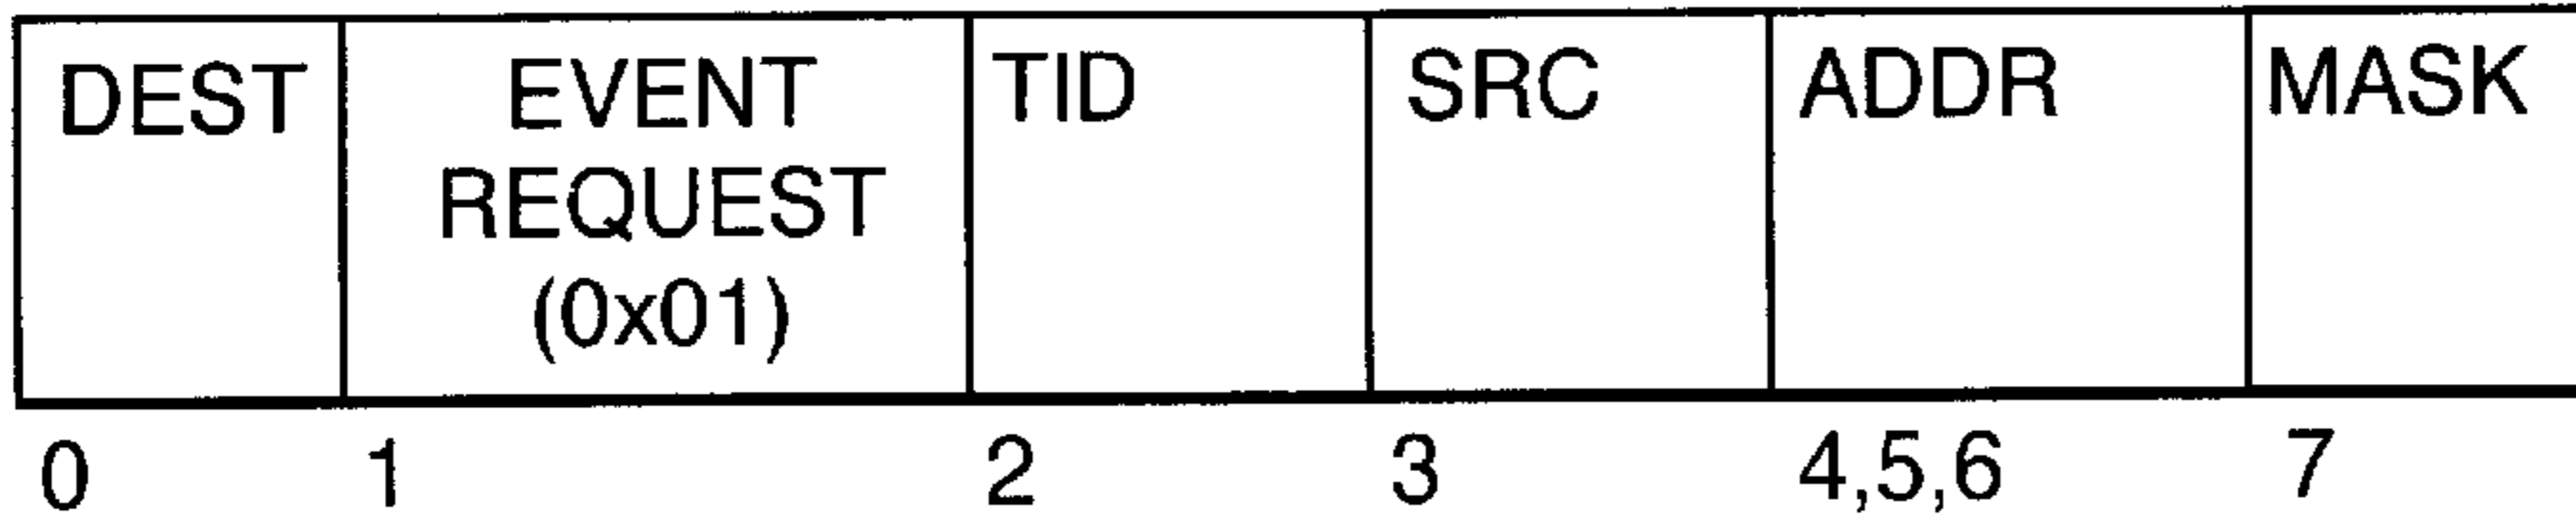 DEST
EVENT
REQUEST
(0x01)
TID
SRC
ADDR
MASK
0
1
2
3
4,5,6
7